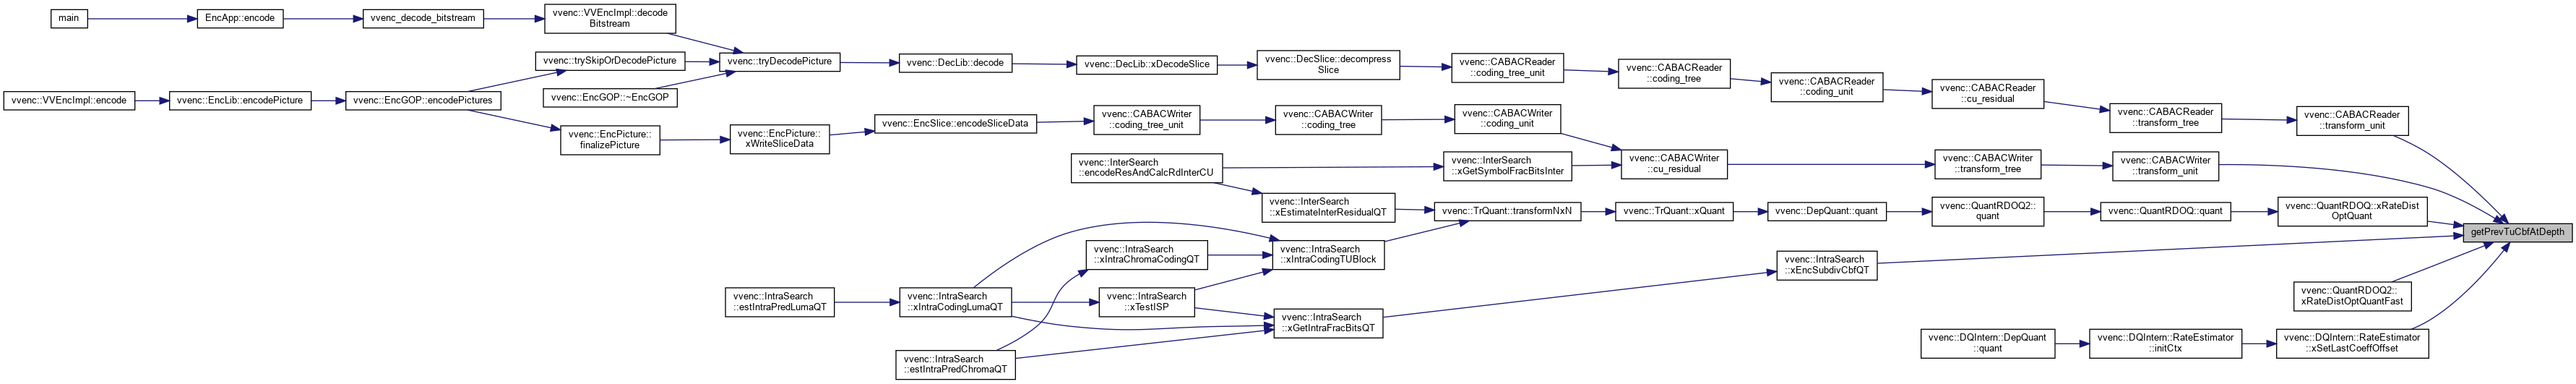 main
EncApp::encode
vvenc_decode_bitstream
vvenc::VVEncImpl::decode
Bitstream
vvenc::trySkipOrDecodePicture
vvenc::tryDecodePicture
vvenc::DecLib::decode
vvenc::DecLib::xDecodeSlice
vvenc::DecSlice::decompress
Slice
vvenc::CABACReader
::coding_tree_unit
vvenc::CABACReader
::coding_tree
vvenc::CABACReader
::coding_unit
vvenc::CABACReader
::cu_residual
vvenc::CABACReader
::transform_tree
vvenc::CABACReader
::transform_unit
vvenc::EncGOP::~EncGOP
vvenc::VVEncImpl::encode
vvenc::EncLib::encodePicture
vvenc::EncGOP::encodePictures
vvenc::EncPicture::
finalizePicture
vvenc::EncPicture::
xWriteSliceData
vvenc::EncSlice::encodeSliceData
vvenc::CABACWriter
::coding_tree_unit
vvenc::CABACWriter
::coding_tree
vvenc::CABACWriter
::coding_unit
vvenc::InterSearch
::encodeResAndCalcRdInterCU
vvenc::InterSearch
::xGetSymbolFracBitsInter
vvenc::CABACWriter
::cu_residual
vvenc::CABACWriter
::transform_tree
vvenc::CABACWriter
::transform_unit
vvenc::InterSearch
::xEstimateInterResidualQT
vvenc::TrQuant::transformNxN
vvenc::TrQuant::xQuant
vvenc::DepQuant::quant
vvenc::QuantRDOQ2::
quant
vvenc::QuantRDOQ::quant
vvenc::QuantRDOQ::xRateDist
OptQuant
getPrevTuCbfAtDepth
vvenc::IntraSearch
::xIntraChromaCodingQT
vvenc::IntraSearch
::xIntraCodingTUBlock
vvenc::IntraSearch
::xEncSubdivCbfQT
vvenc::IntraSearch
::estIntraPredLumaQT
vvenc::IntraSearch
::xIntraCodingLumaQT
vvenc::IntraSearch
::xTestISP
vvenc::IntraSearch
::xGetIntraFracBitsQT
vvenc::QuantRDOQ2::
xRateDistOptQuantFast
vvenc::IntraSearch
::estIntraPredChromaQT
vvenc::DQIntern::DepQuant
::quant
vvenc::DQIntern::RateEstimator
::initCtx
vvenc::DQIntern::RateEstimator
::xSetLastCoeffOffset